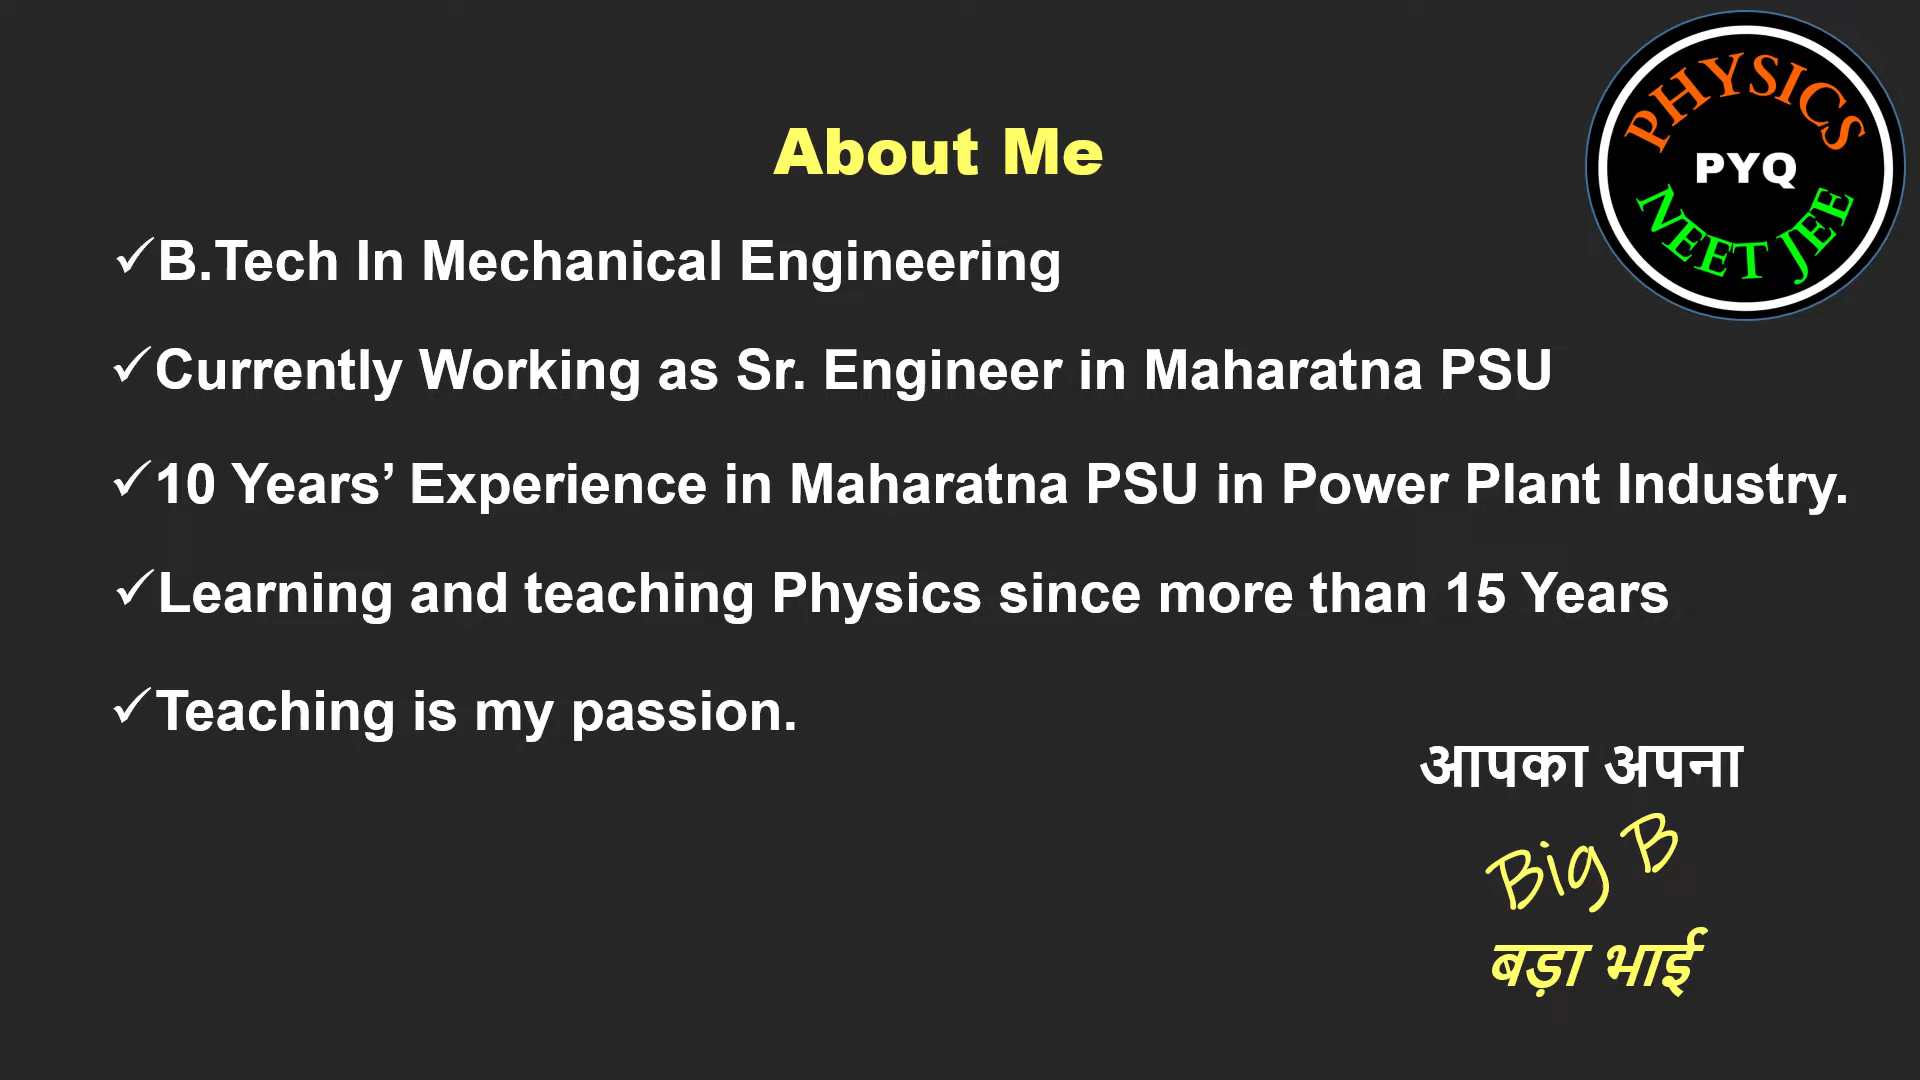 PHYSICS
PYQ
NEET JEE
About Me
✓B.Tech In Mechanical Engineering
✓Currently Working as Sr. Engineer in Maharatna PSU
✓10 Years’ Experience in Maharatna PSU in Power Plant Industry.
✓Learning and teaching Physics since more than 15 Years
✓Teaching is my passion.
आपका अपना
Big B
बड़ा भाई